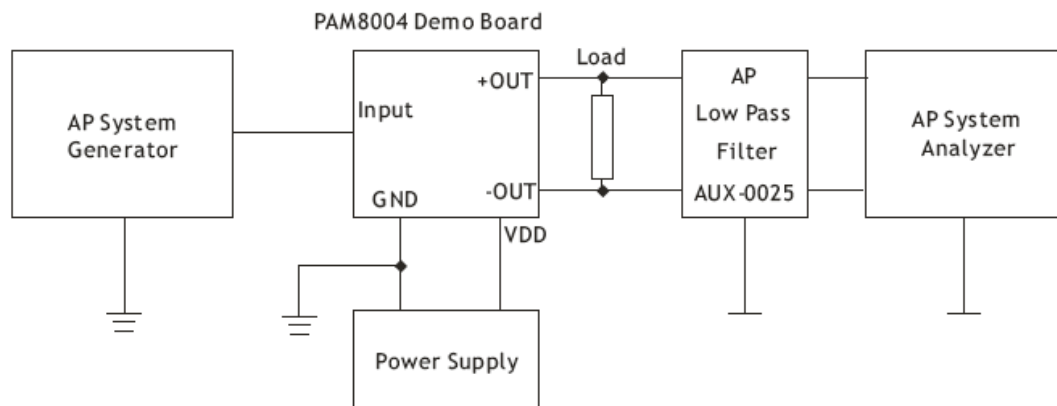 PAM8004 Demo Board
AP System
Generator
Input
+OUT
-OUT
GND
VDD
Load
AP
Low Pass
Filter
AUX-0025
AP System
Analyzer
Power Supply